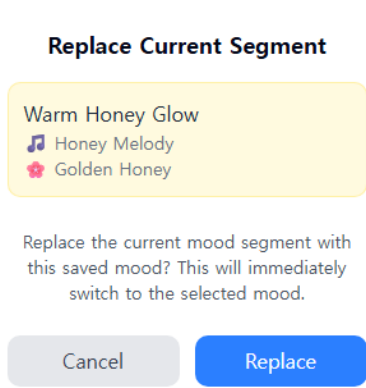 Replace Current Segment
Warm Honey Glow
🎵 Honey Melody
🌸 Golden Honey
Replace the current mood segment with
this saved mood? This will immediately
switch to the selected mood.
Cancel
Replace